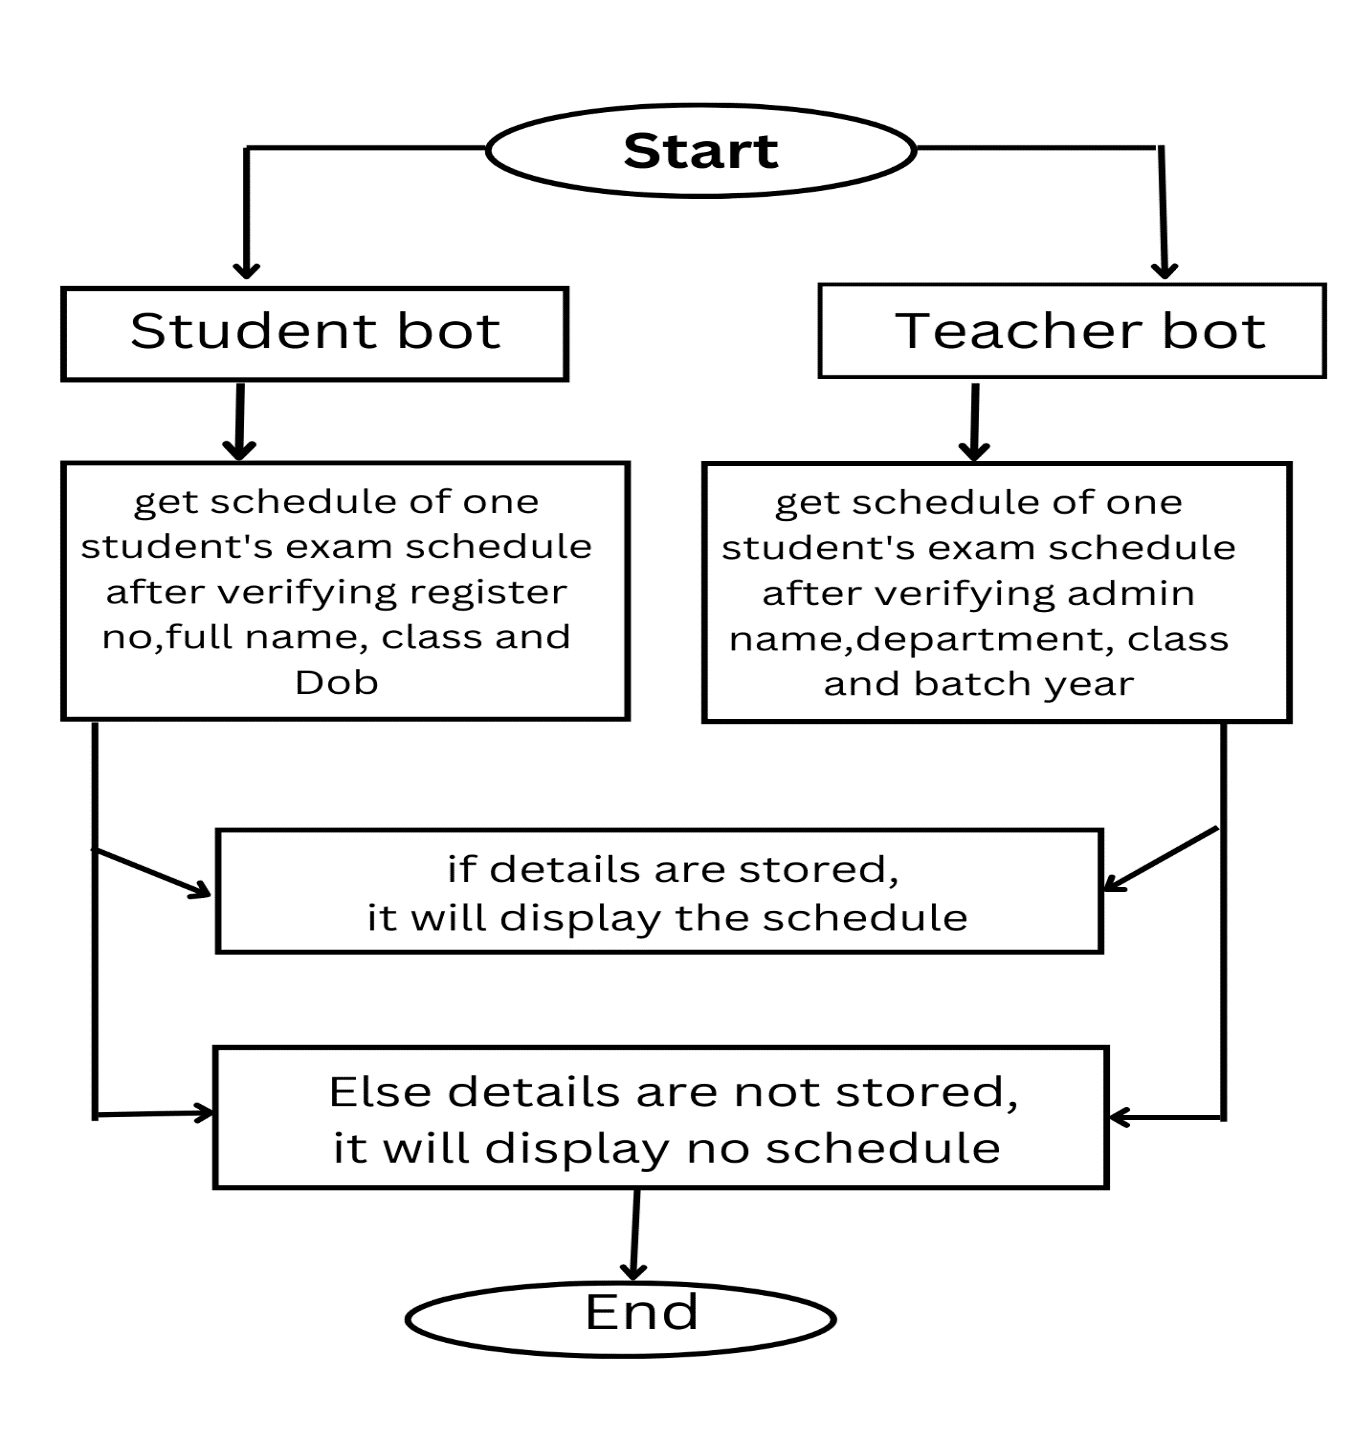 Start
Student bot
Teacher bot
get schedule of one
student's exam schedule
after verifying register
no,full name, class and
Dob
get schedule of one
student's exam schedule
after verifying admin
name,department, class
and batch year
if details are stored,
it will display the schedule
Else details are not stored,
it will display no schedule
End